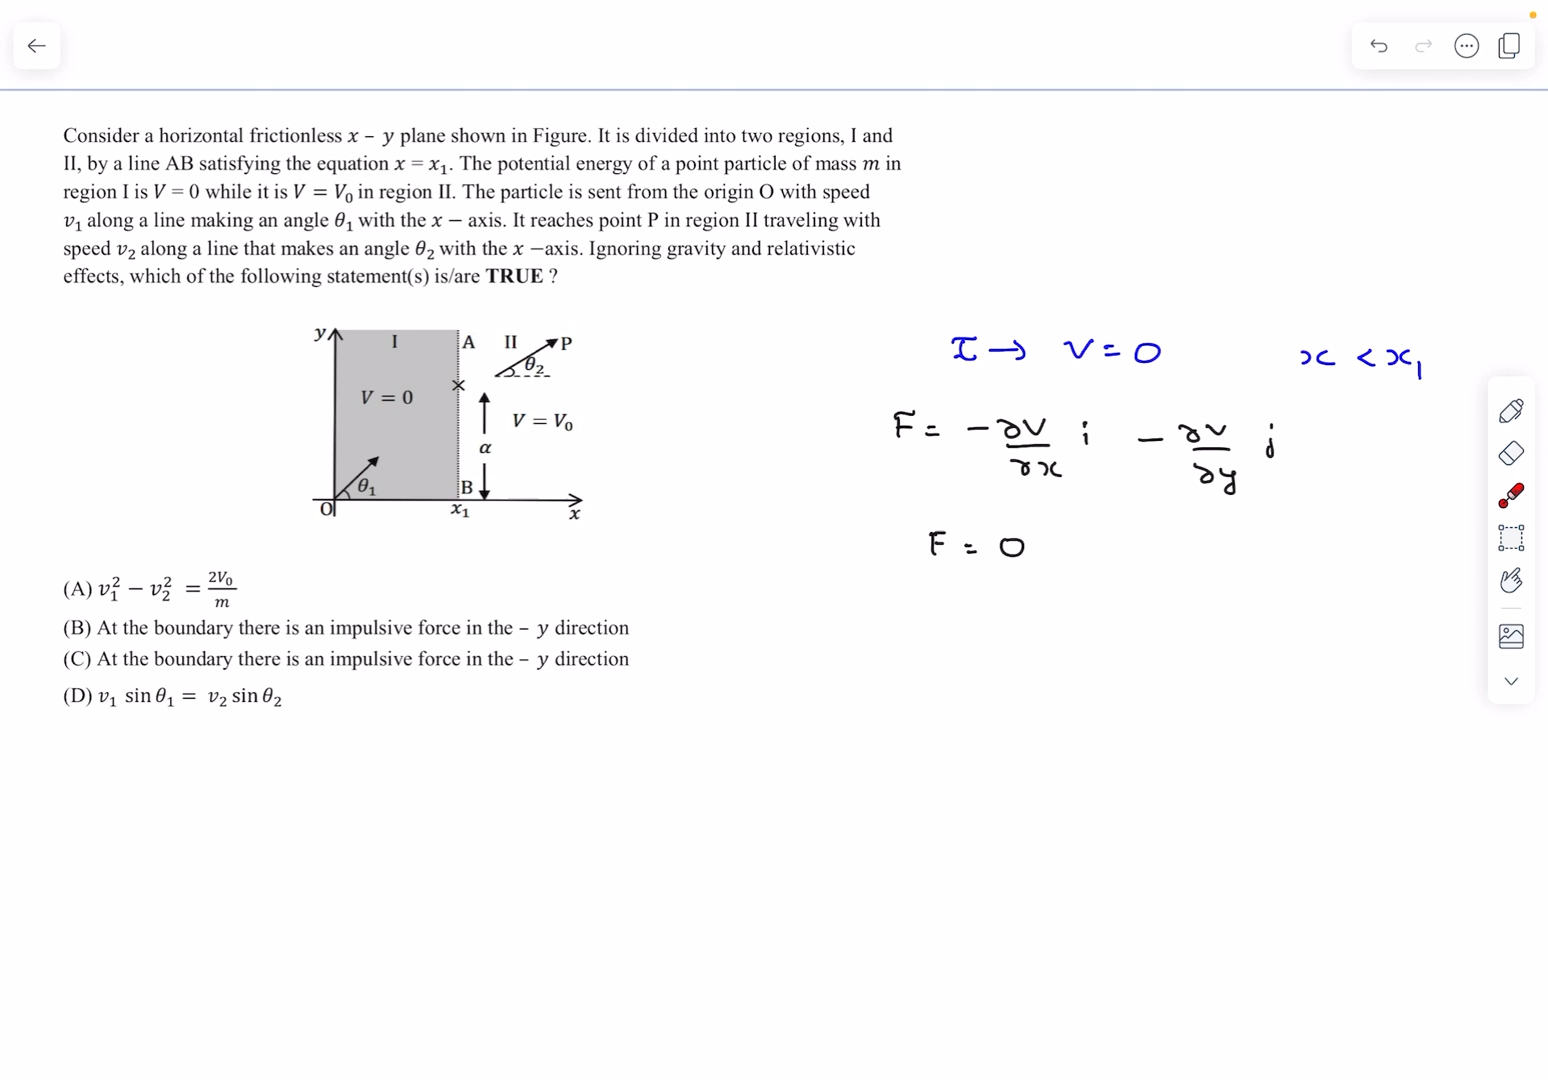 Consider a horizontal frictionless x − y plane shown in Figure. It is divided into two regions, I and
II, by a line AB satisfying the equation x = x₁. The potential energy of a point particle of mass m in
region I is V = 0 while it is V = V₀ in region II. The particle is sent from the origin O with speed
v₁ along a line making an angle θ₁ with the x − axis. It reaches point P in region II traveling with
speed v₂ along a line that makes an angle θ₂ with the x −axis. Ignoring gravity and relativistic
effects, which of the following statement(s) is/are TRUE ?
y I A II P
θ₂
V = 0
V = V₀
α
θ₁ B
O x₁ x
I → V = 0 x < x₁
F = − ∂V/∂x i − ∂V/∂y j
F = 0
(A) v₁² − v₂² = 2V₀/m
(B) At the boundary there is an impulsive force in the − y direction
(C) At the boundary there is an impulsive force in the − y direction
(D) v₁ sin θ₁ = v₂ sin θ₂